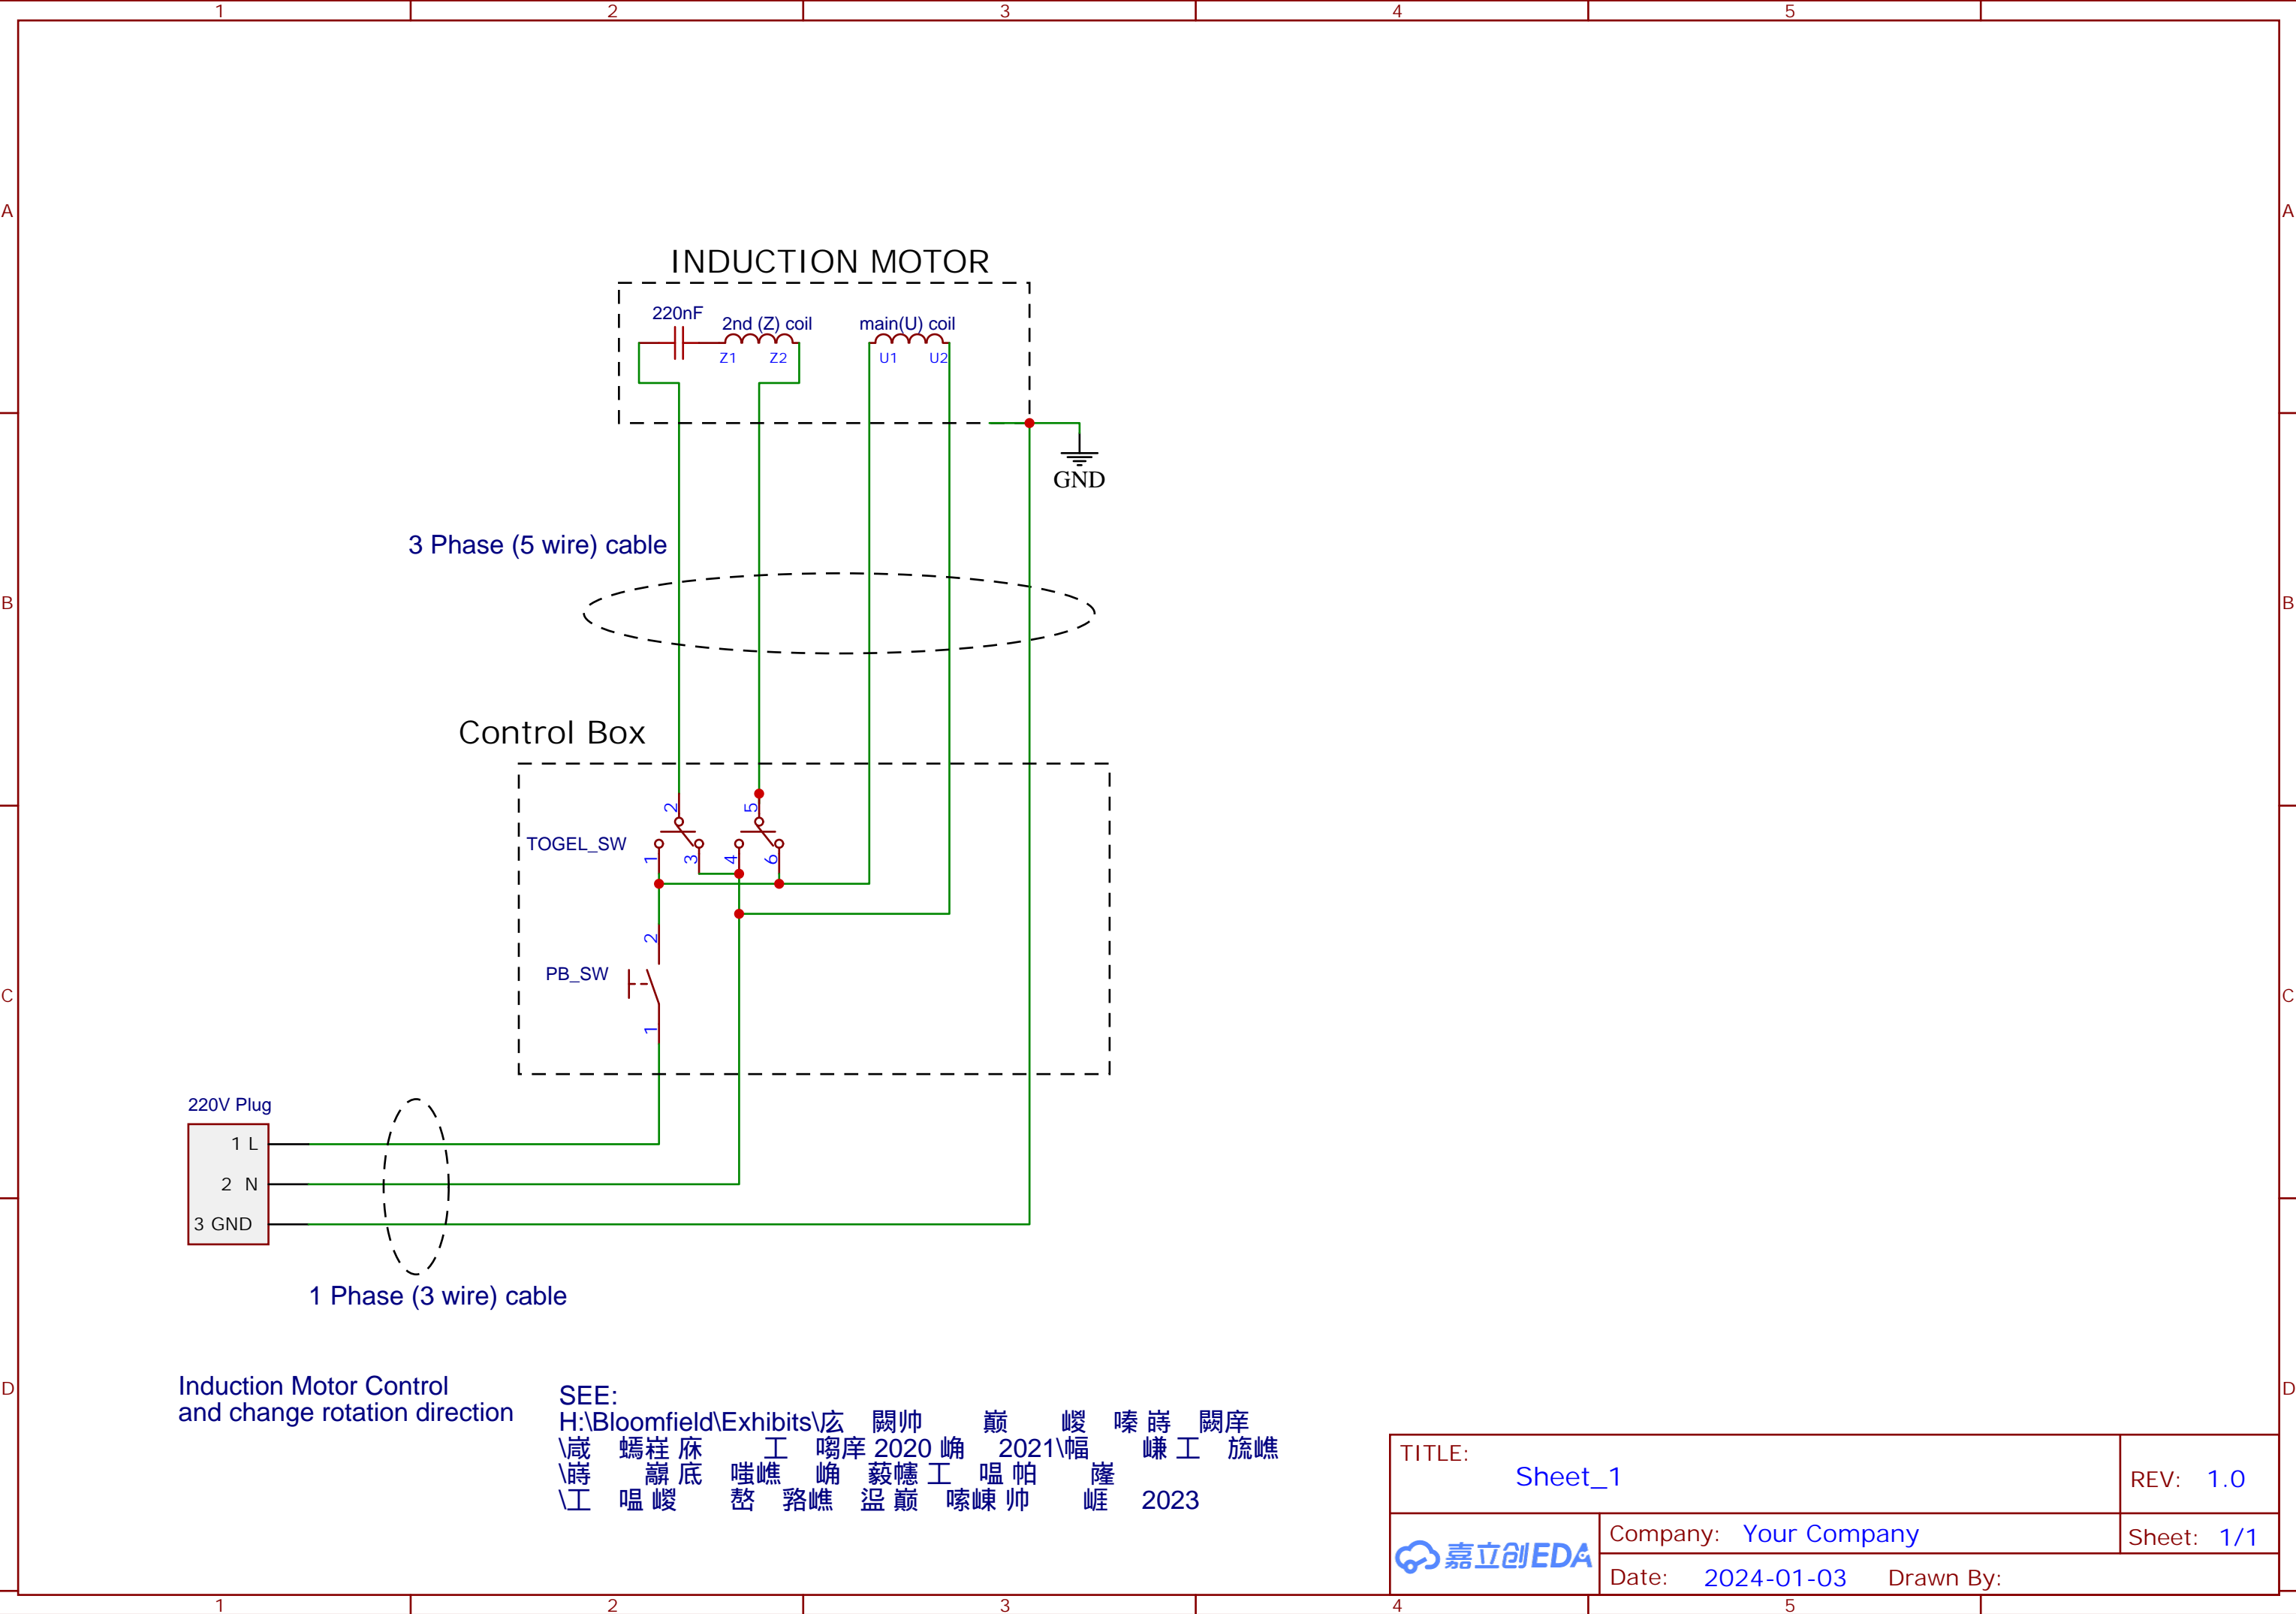 1 2 3 4 5
A A
INDUCTION MOTOR
220nF
2nd (Z) coil
main(U) coil
Z1 Z2 U1 U2
GND
3 Phase (5 wire) cable
B B
Control Box
2 5
TOGEL_SW
1 3 4 6
2
PB_SW
1
C C
220V Plug
1 L
2 N
3 GND
1 Phase (3 wire) cable
D D
Induction Motor Control
and change rotation direction
SEE:
H:\Bloomfield\Exhibits\
2020 2021\
\工 2023
TITLE:
Sheet_1
REV: 1.0
嘉立创EDA
Company: Your Company
Sheet: 1/1
Date: 2024-01-03 Drawn By:
1 2 3 4 5